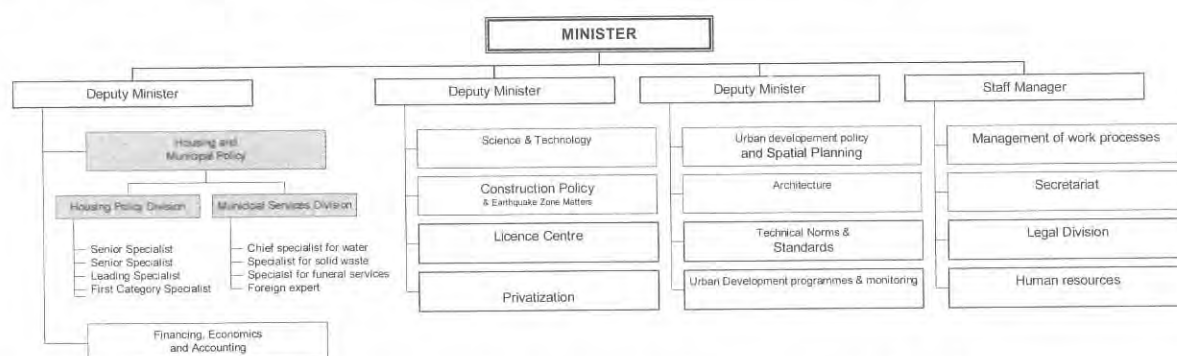 MINISTER
Deputy Minister
Housing and
Municipal Policy
Housing Policy Division
Senior Specialist
Senior Specialist
Leading Specialist
First Category Specialist
Municipal Services Division
Chief specialist for water
Specialist for solid waste
Specialst for funeral services
Foreign expert
Financing, Economics
and Accounting
Deputy Minister
Science & Technology
Construction Policy
& Earthquake Zone Matters
Licence Centre
Privatization
Deputy Minister
Urban developement policy
and Spatial Planning
Architecture
Technical Norms &
Standards
Urban Development programmes & monitoring
Staff Manager
Management of work processes
Secretariat
Legal Division
Human resources